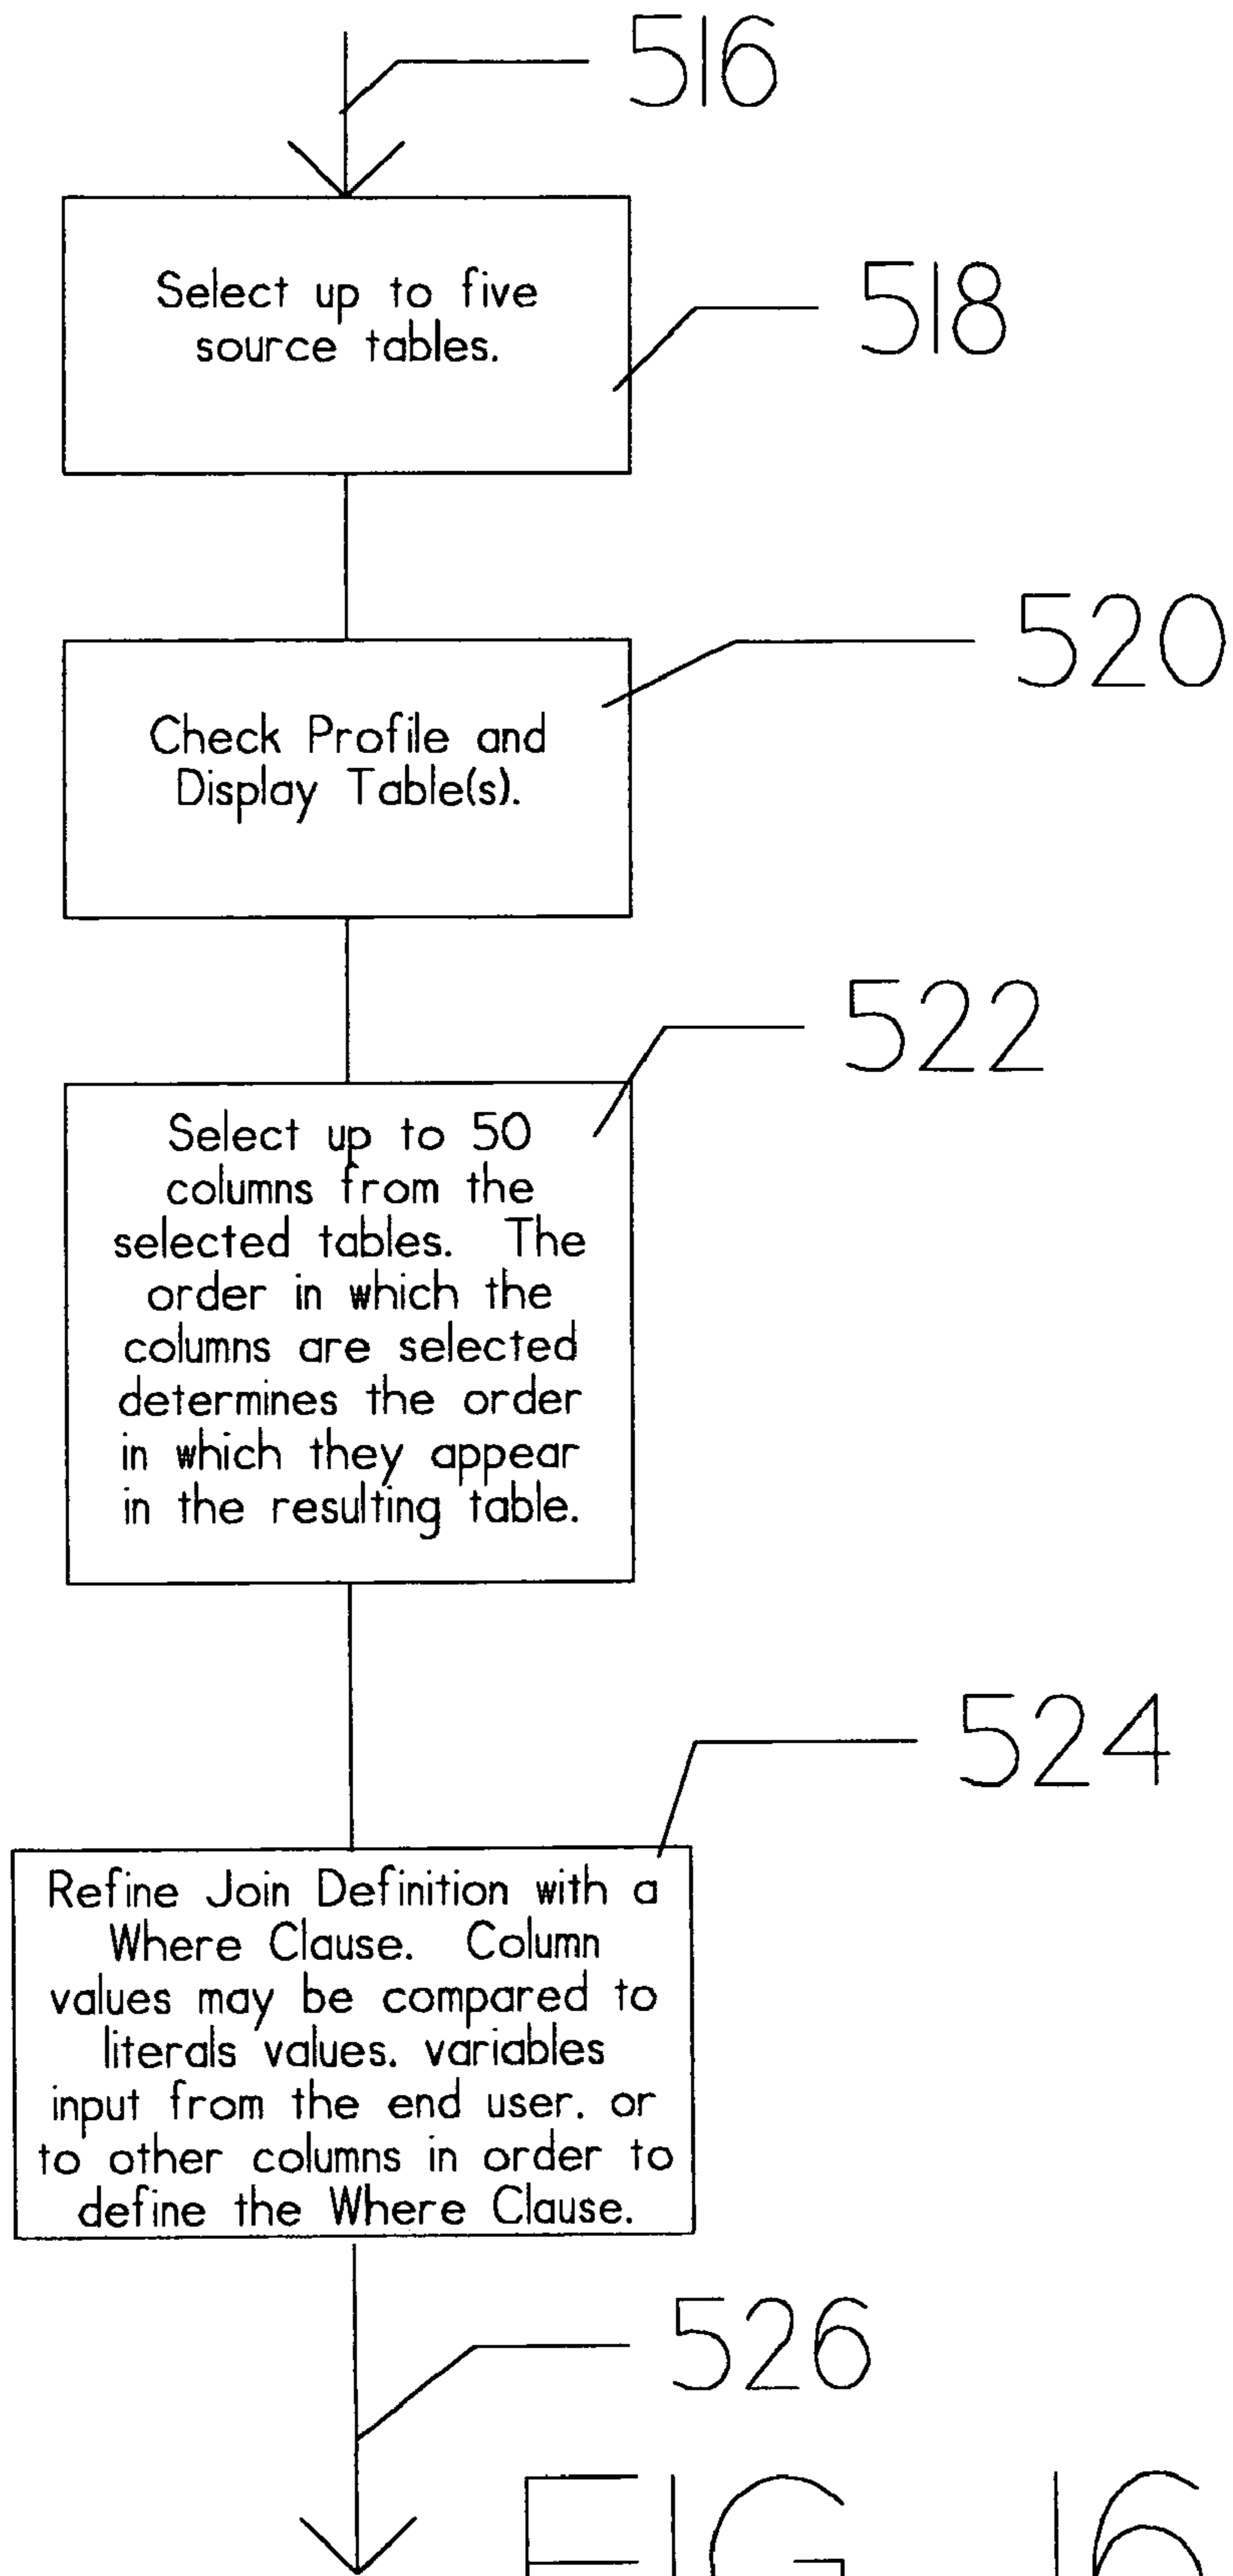 516
Select up to five
source tables.
518
520
Check Profile and
Display Table(s).
522
Select up to 50
columns from the
selected tables. The
order in which the
columns are selected
determines the order
in which they appear
in the resulting table.
524
Refine Join Definition with a
Where Clause. Column
values may be compared to
literals values. variables
input from the end user. or
to other columns in order to
define the Where Clause.
526
FIG. 16